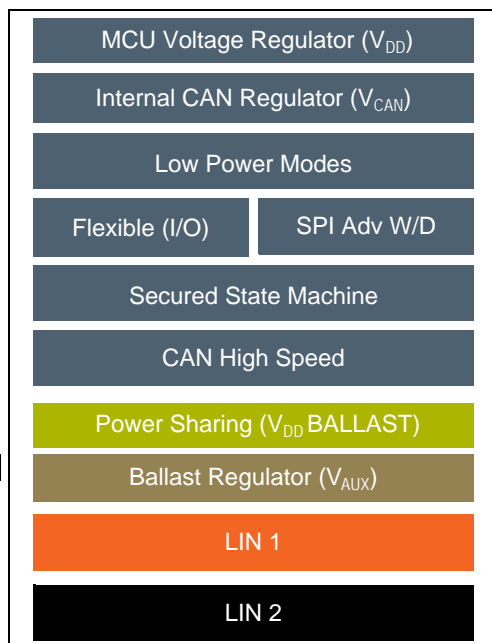 MCU Voltage Regulator (VDD)
Internal CAN Regulator (VCAN)
Low Power Modes
Flexible (I/O)
SPI Adv W/D
Secured State Machine
CAN High Speed
Power Sharing (VDD BALLAST)
Ballast Regulator (VAUX)
LIN 1
LIN 2